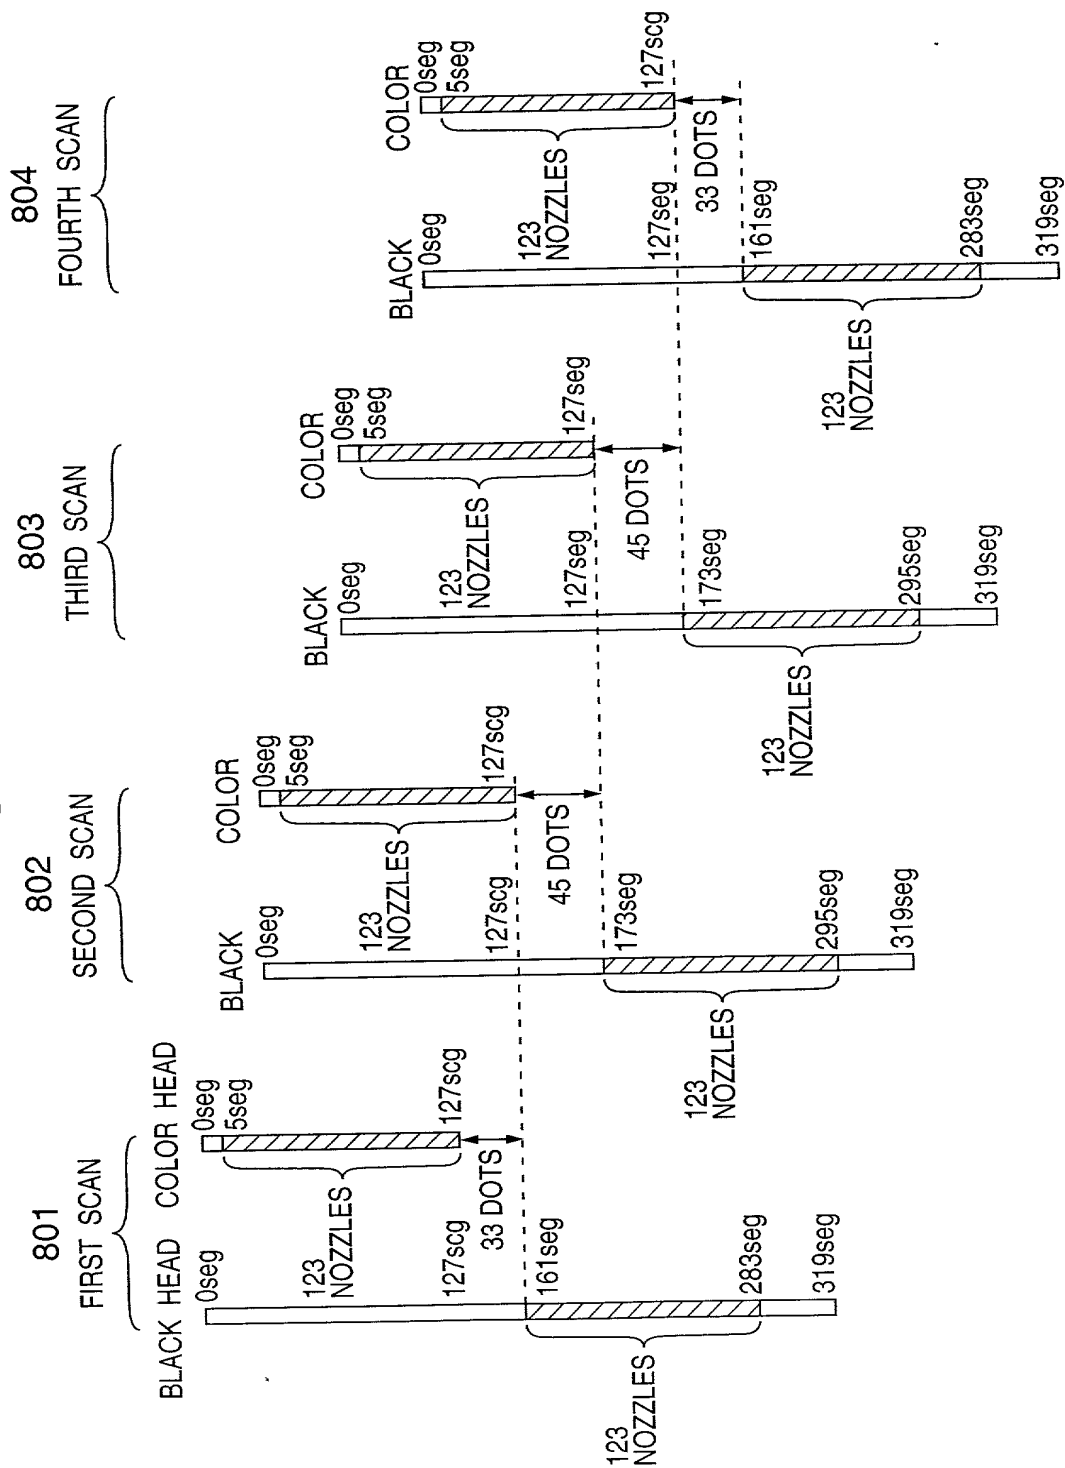 801
FIRST SCAN
BLACK HEAD
COLOR HEAD
0seg
0seg
5seg
123
NOZZLES
127scg
127scg
33 DOTS
161seg
123
NOZZLES
283seg
319seg
802
SECOND SCAN
BLACK
COLOR
0seg
0seg
5seg
123
NOZZLES
127scg
127scg
45 DOTS
173seg
123
NOZZLES
295seg
319seg
803
THIRD SCAN
BLACK
COLOR
0seg
0seg
5seg
123
NOZZLES
127seg
127seg
45 DOTS
173seg
123
NOZZLES
295seg
319seg
804
FOURTH SCAN
BLACK
COLOR
0seg
0seg
5seg
123
NOZZLES
127seg
127scg
33 DOTS
161seg
123
NOZZLES
283seg
319seg